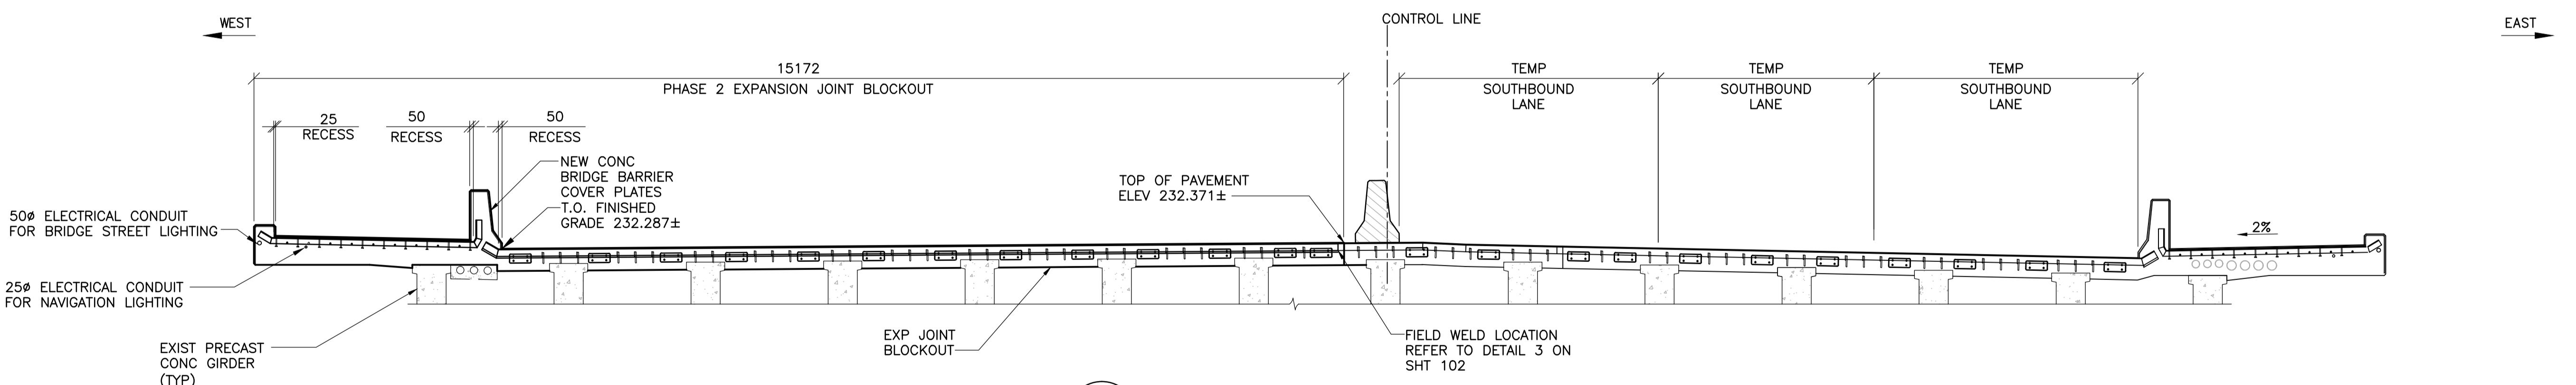 WEST
CONTROL LINE
EAST
15172
PHASE 2 EXPANSION JOINT BLOCKOUT
TEMP
SOUTHBOUND
LANE
TEMP
SOUTHBOUND
LANE
TEMP
SOUTHBOUND
LANE
25
RECESS
50
RECESS
50
RECESS
NEW CONC
BRIDGE BARRIER
COVER PLATES
T.O. FINISHED
GRADE 232.287±
TOP OF PAVEMENT
ELEV 232.371±
50ø ELECTRICAL CONDUIT
FOR BRIDGE STREET LIGHTING
2%
25ø ELECTRICAL CONDUIT
FOR NAVIGATION LIGHTING
EXIST PRECAST
CONC GIRDER
(TYP)
EXP JOINT
BLOCKOUT
FIELD WELD LOCATION
REFER TO DETAIL 3 ON
SHT 102